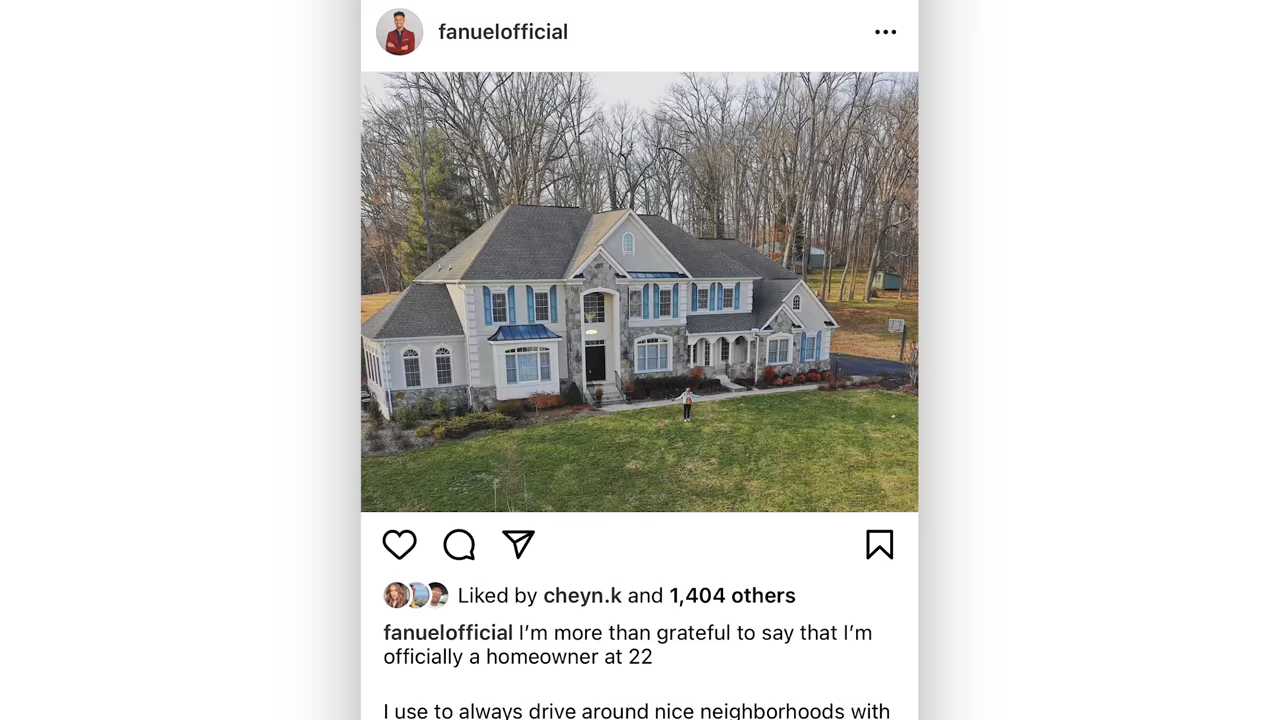 fanuelofficial
Liked by cheyn.k and 1,404 others
fanuelofficial I’m more than grateful to say that I’m
officially a homeowner at 22
I use to always drive around nice neighborhoods with